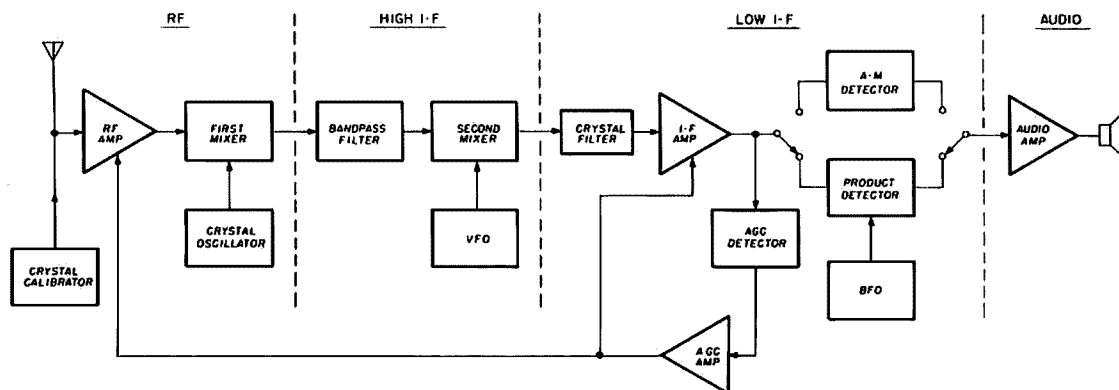 RF
HIGH I-F
LOW I-F
AUDIO
RF
AMP
FIRST
MIXER
BANDPASS
FILTER
SECOND
MIXER
CRYSTAL
FILTER
I-F
AMP
A-M
DETECTOR
PRODUCT
DETECTOR
AUDIO
AMP
CRYSTAL
CALIBRATOR
CRYSTAL
OSCILLATOR
VFO
AGC
DETECTOR
BFO
AGC
AMP